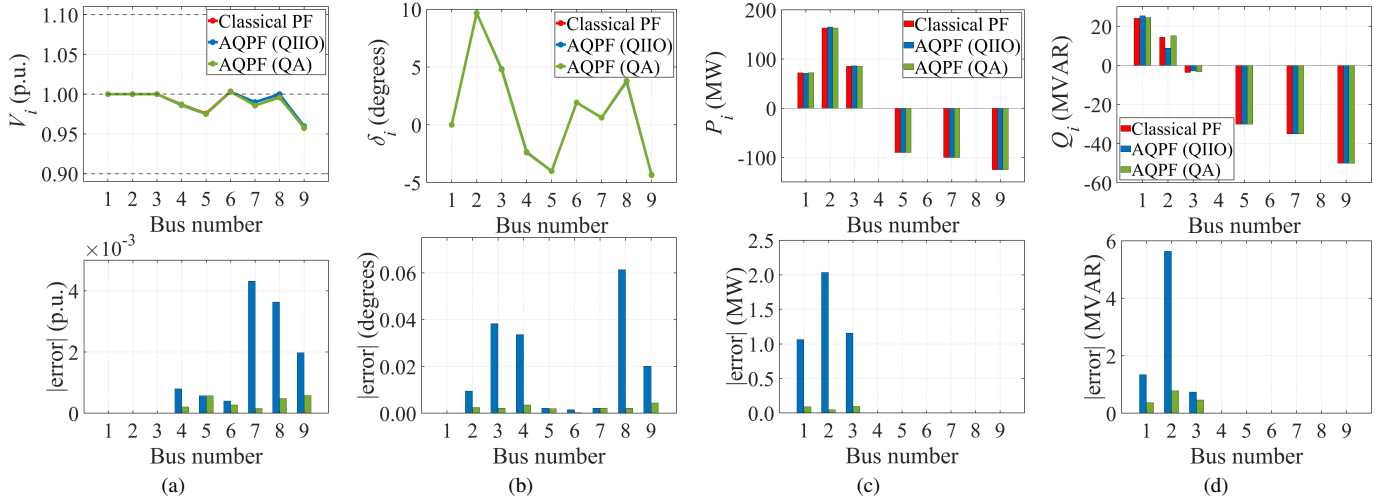 1.10
1.05
1.00
0.95
0.90
V_i (p.u.)
Classical PF
AQPF (QIIO)
AQPF (QA)
1 2 3 4 5 6 7 8 9
Bus number
10
5
0
-5
δ_i (degrees)
Classical PF
AQPF (QIIO)
AQPF (QA)
1 2 3 4 5 6 7 8 9
Bus number
200
100
0
-100
P_i (MW)
Classical PF
AQPF (QIIO)
AQPF (QA)
1 2 3 4 5 6 7 8 9
Bus number
20
0
-20
-40
-60
Q_i (MVAR)
Classical PF
AQPF (QIIO)
AQPF (QA)
1 2 3 4 5 6 7 8 9
Bus number
×10⁻³
4
2
0
|error| (p.u.)
1 2 3 4 5 6 7 8 9
Bus number
(a)
0.06
0.04
0.02
0.00
|error| (degrees)
1 2 3 4 5 6 7 8 9
Bus number
(b)
2.5
2.0
1.5
1.0
0.5
0.0
|error| (MW)
1 2 3 4 5 6 7 8 9
Bus number
(c)
6
4
2
0
|error| (MVAR)
1 2 3 4 5 6 7 8 9
Bus number
(d)